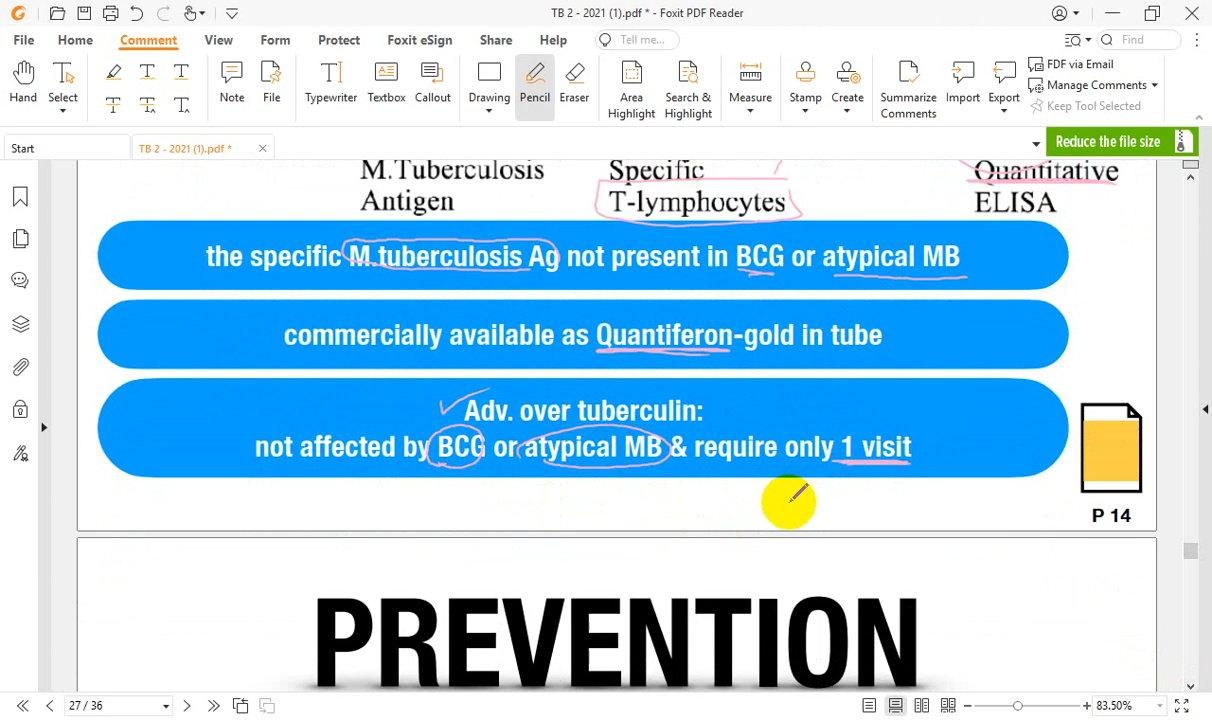 TB 2 - 2021 (1).pdf * - Foxit PDF Reader
File Home Comment View Form Protect Foxit eSign Share Help Tell me... Find
Hand Select Note File Typewriter Textbox Callout Drawing Pencil Eraser Area Highlight Search & Highlight Measure Stamp Create Summarize Comments Import Export
FDF via Email
Manage Comments
Keep Tool Selected
Start TB 2 - 2021 (1).pdf * Reduce the file size
M.Tuberculosis Specific Quantitative
Antigen T-lymphocytes ELISA
the specific M.tuberculosis Ag not present in BCG or atypical MB
commercially available as Quantiferon-gold in tube
Adv. over tuberculin:
not affected by BCG or atypical MB & require only 1 visit
P 14
PREVENTION
27 / 36 83.50%